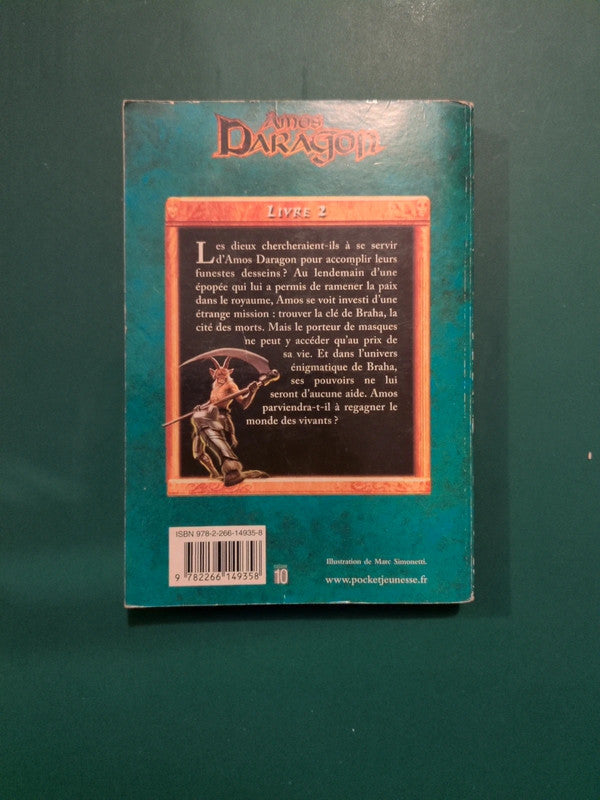 Amos
Daragon
Livre 2
Les dieux chercheraient-ils à se servir
d'Amos Daragon pour accomplir leurs
funestes desseins ? Au lendemain d'une
épopée qui lui a permis de ramener la paix
dans le royaume, Amos se voit investi d'une
étrange mission : trouver la clé de Braha, la
cité des morts. Mais le porteur de masques
ne peut y accéder qu'au prix de
sa vie. Et dans l'univers
énigmatique de Braha,
ses pouvoirs ne lui
seront d'aucune aide. Amos
parviendra-t-il à regagner le
monde des vivants ?
ISBN 978-2-266-14935-8
9 782266 149358
10
Illustration de Marc Simonetti.
www.pocketjeunesse.fr